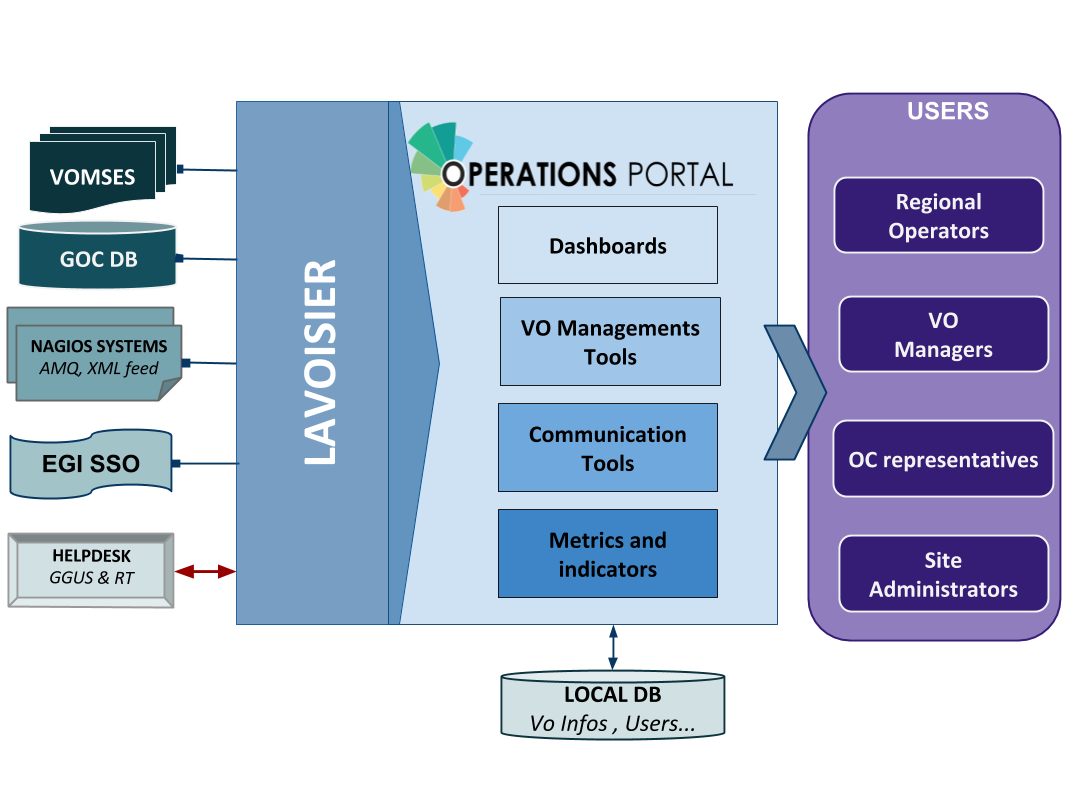 VOMSES
GOC DB
NAGIOS SYSTEMS
AMQ, XML feed
EGI SSO
HELPDESK
GGUS & RT
LAVOISIER
OPERATIONS PORTAL
Dashboards
VO Managements
Tools
Communication
Tools
Metrics and
indicators
LOCAL DB
Vo Infos , Users...
USERS
Regional
Operators
VO
Managers
OC representatives
Site
Administrators